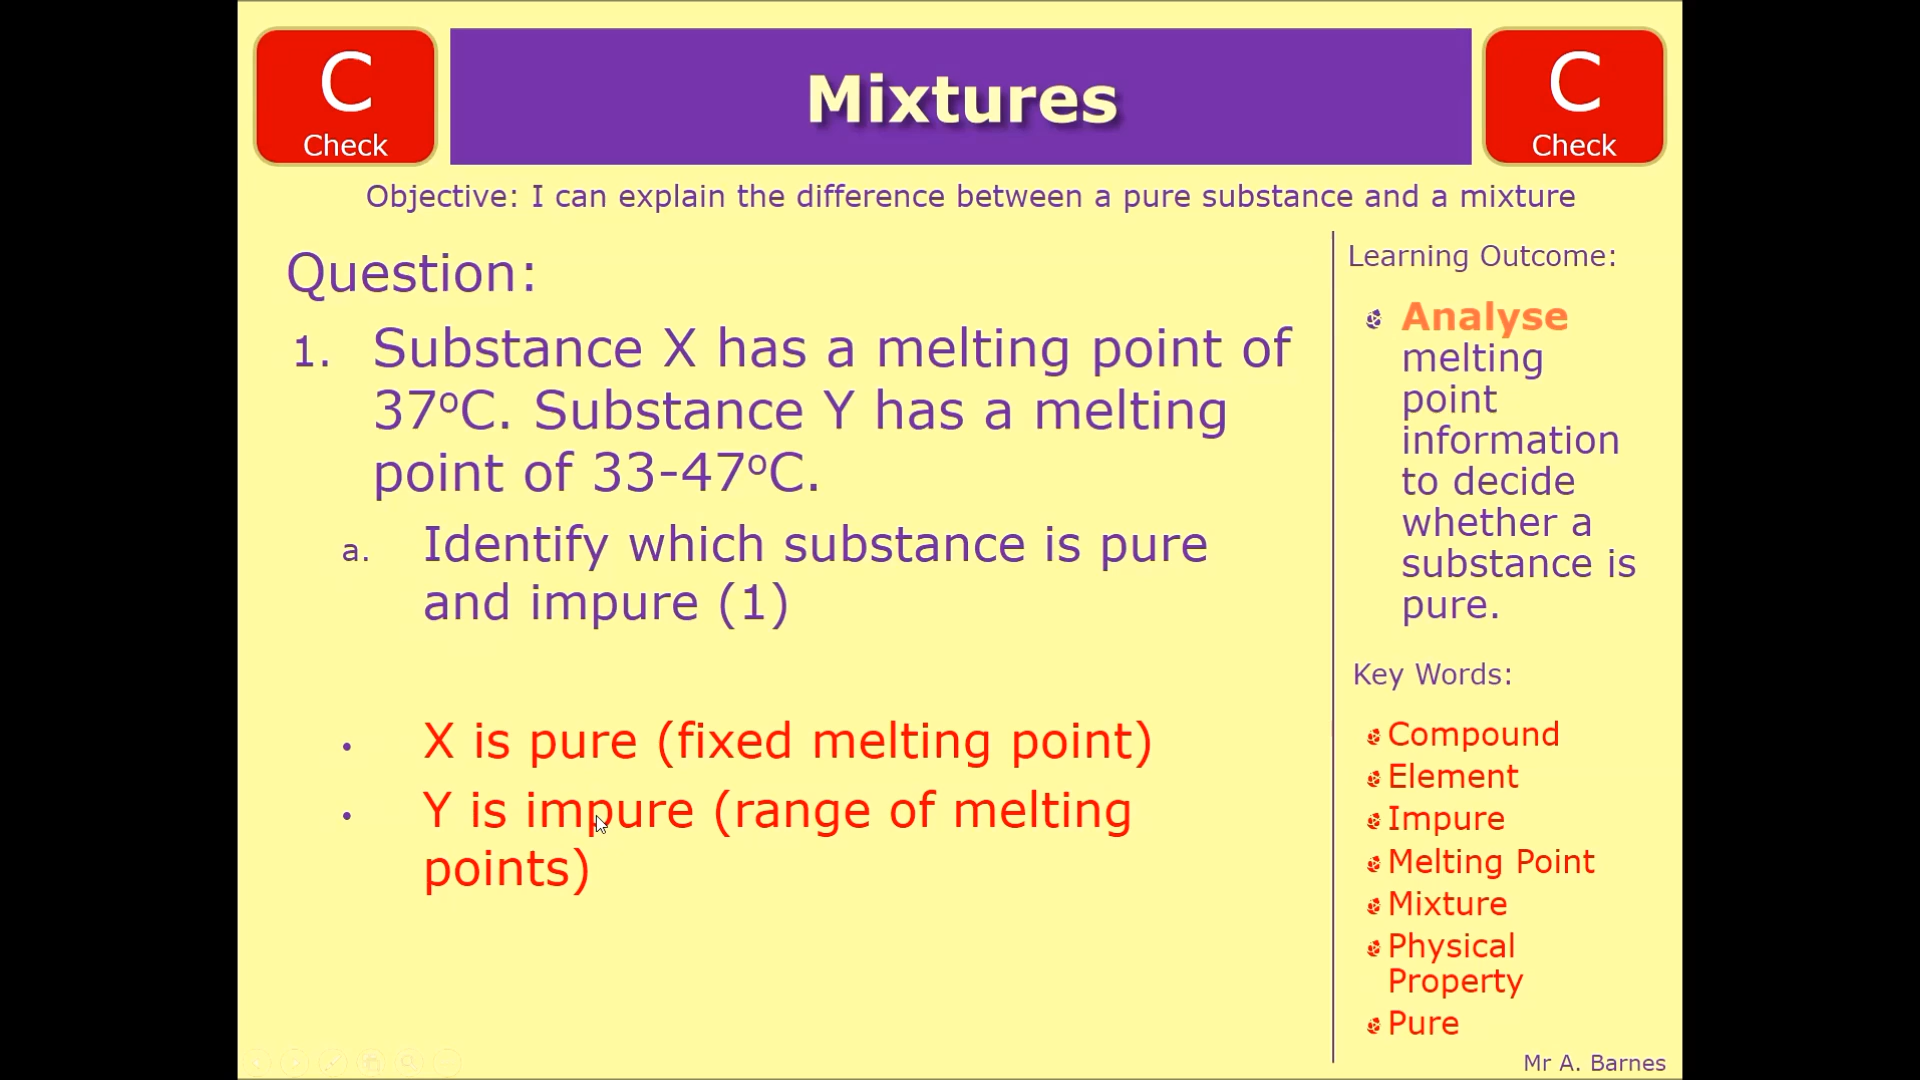 C
Check
Mixtures
C
Check
Objective: I can explain the difference between a pure substance and a mixture
Question:
1. Substance X has a melting point of
37ºC. Substance Y has a melting
point of 33-47ºC.
a. Identify which substance is pure
and impure (1)
• X is pure (fixed melting point)
• Y is impure (range of melting
points)
Learning Outcome:
Analyse
melting
point
information
to decide
whether a
substance is
pure.
Key Words:
Compound
Element
Impure
Melting Point
Mixture
Physical
Property
Pure
Mr A. Barnes